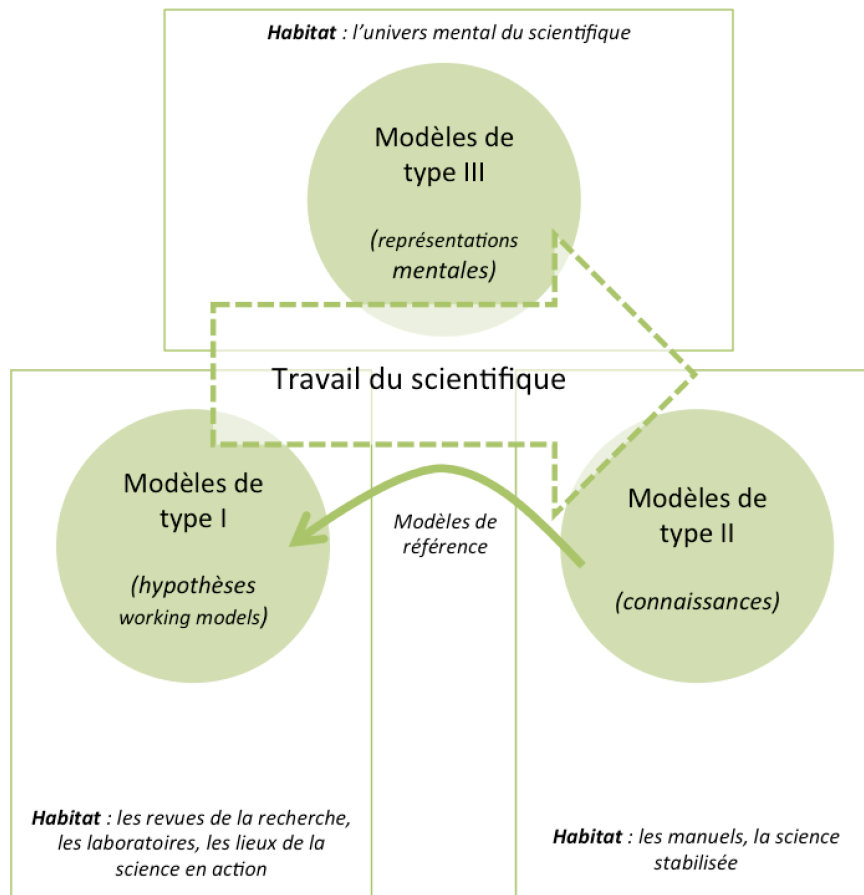 Habitat : l’univers mental du scientifique
Modèles de
type III
(représentations
mentales)
Travail du scientifique
Modèles de
type I
(hypothèses
working models)
Modèles de
référence
Modèles de
type II
(connaissances)
Habitat : les revues de la recherche,
les laboratoires, les lieux de la
science en action
Habitat : les manuels, la science
stabilisée